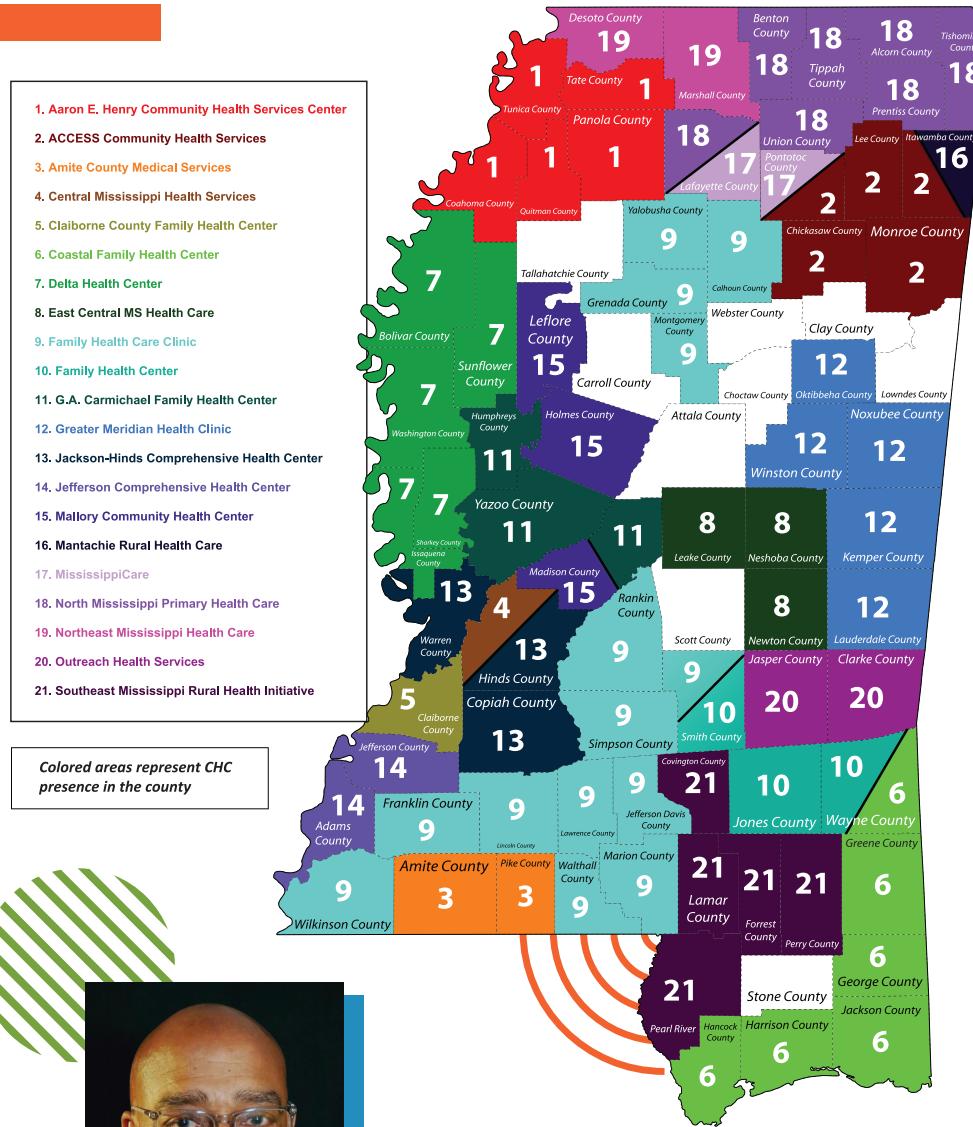 1. Aaron E. Henry Community Health Services Center
2. ACCESS Community Health Services
3. Amite County Medical Services
4. Central Mississippi Health Services
5. Claiborne County Family Health Center
6. Coastal Family Health Center
7. Delta Health Center
8. East Central MS Health Care
9. Family Health Care Clinic
10. Family Health Center
11. G.A. Carmichael Family Health Center
12. Greater Meridian Health Clinic
13. Jackson-Hinds Comprehensive Health Center
14. Jefferson Comprehensive Health Center
15. Mallory Community Health Center
16. Mantachie Rural Health Care
17. MississippiCare
18. North Mississippi Primary Health Care
19. Northeast Mississippi Health Care
20. Outreach Health Services
21. Southeast Mississippi Rural Health Initiative
Colored areas represent CHC
presence in the county
Desoto County
19
19
Marshall County
Benton
County
18
18
Tippah
County
18
Alcorn County
Tishomi
Count
18
18
Prentiss County
1
Tunica County
Tate County
1
Panola County
1
1
Coahoma County
1
Quitman County
18
17
Lafayette County
18
Union County
Pontotoc
County
17
Lee County
2
2
Itawamba County
16
2
Chickasaw County
2
Monroe County
2
Yalobusha County
9
9
Calhoun County
Tallahatchie County
Grenada County
9
7
Bolivar County
7
Sunflower
County
Leflore
County
15
Montgomery
County
9
Webster County
Clay County
Carroll County
Choctaw County
12
Oktibbeha County
Lowndes County
7
Washington County
Humphreys
County
11
Holmes County
15
Attala County
12
Winston County
Noxubee County
12
7
7
Sharkey County
Issaquena
County
Yazoo County
11
11
8
Leake County
8
Neshoba County
12
Kemper County
13
Warren
County
4
Madison County
15
Rankin
County
9
Scott County
8
Newton County
12
Lauderdale County
13
Hinds County
5
Claiborne
County
Copiah County
13
9
Simpson County
9
10
Smith County
Jasper County
20
Clarke County
20
Jefferson County
14
14
Adams
County
Franklin County
9
9
Lincoln County
9
Lawrence County
9
Jefferson Davis
County
Covington County
21
10
Jones County
10
Wayne County
6
9
Wilkinson County
Amite County
3
Pike County
3
Walthall
County
9
Marion County
9
21
Lamar
County
21
Forrest
County
21
Perry County
Greene County
6
21
Pearl River
Stone County
6
George County
Hancock
County
6
Harrison County
6
Jackson County
6